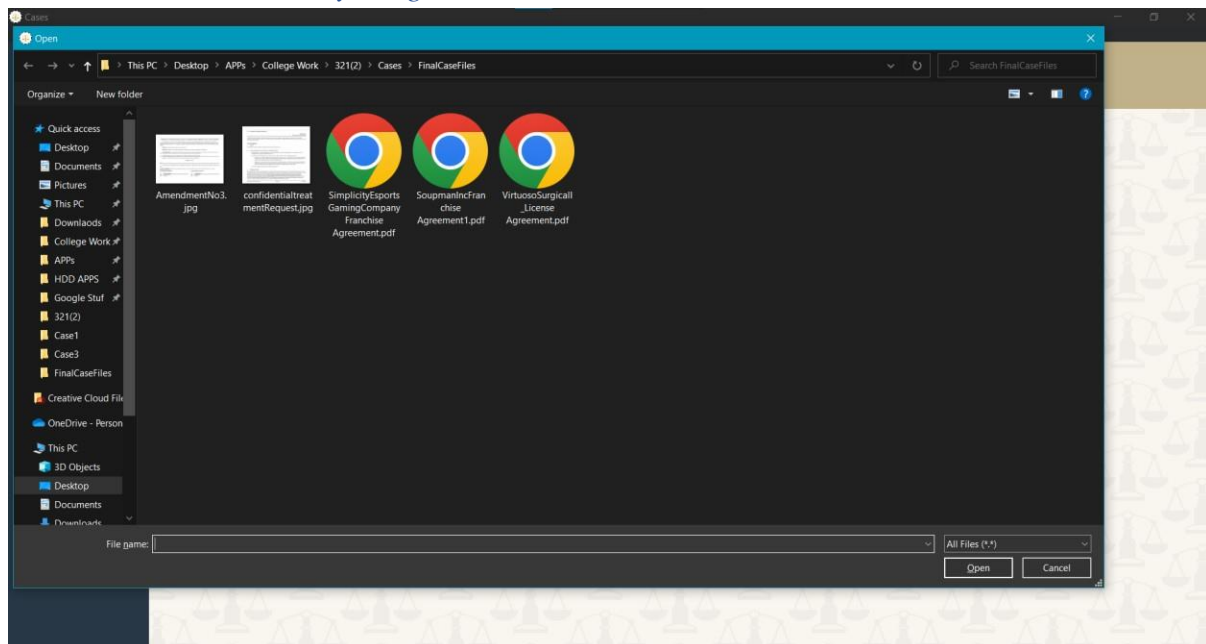 Cases
Open
This PC > Desktop > APPs > College Work > 321(2) > Cases > FinalCaseFiles
Search FinalCaseFiles
Organize
New folder
Quick access
Desktop
Documents
Pictures
This PC
Downlaods
College Work
APPs
HDD APPS
Google Stuf
321(2)
Case1
Case3
FinalCaseFiles
Creative Cloud File
OneDrive - Person
This PC
3D Objects
Desktop
Documents
Downloads
AmendmentNo3.
jpg
confidentialtreat
mentRequest.jpg
SimplicityEsports
GamingCompany
Franchise
Agreement.pdf
SoupmanIncFran
chise
Agreement1.pdf
VirtuosoSurgicalI
_License
Agreement.pdf
File name:
All Files (*.*)
Open
Cancel